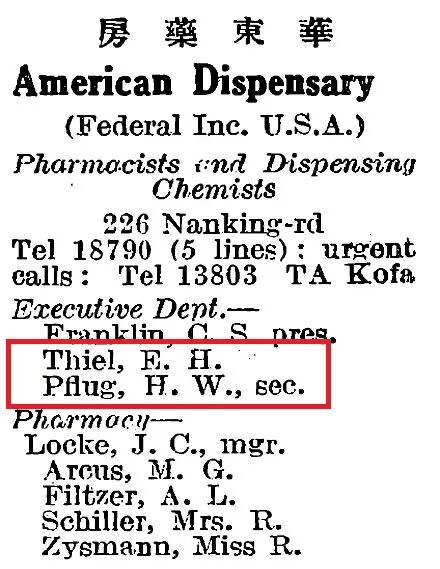 華東藥房
American Dispensary
(Federal Inc. U.S.A.)
Pharmacists and Dispensing
Chemists
226 Nanking-rd
Tel 18790 (5 lines): urgent
calls: Tel 13803 TA Kofa
Executive Dept.—
Franklin, C. S. pres.
Thiel, E. H.
Pflug, H. W., sec.
Pharmacy—
Locke, J. C., mgr.
Arcus, M. G.
Filtzer, A. L.
Schiller, Mrs. R.
Zysmann, Miss R.